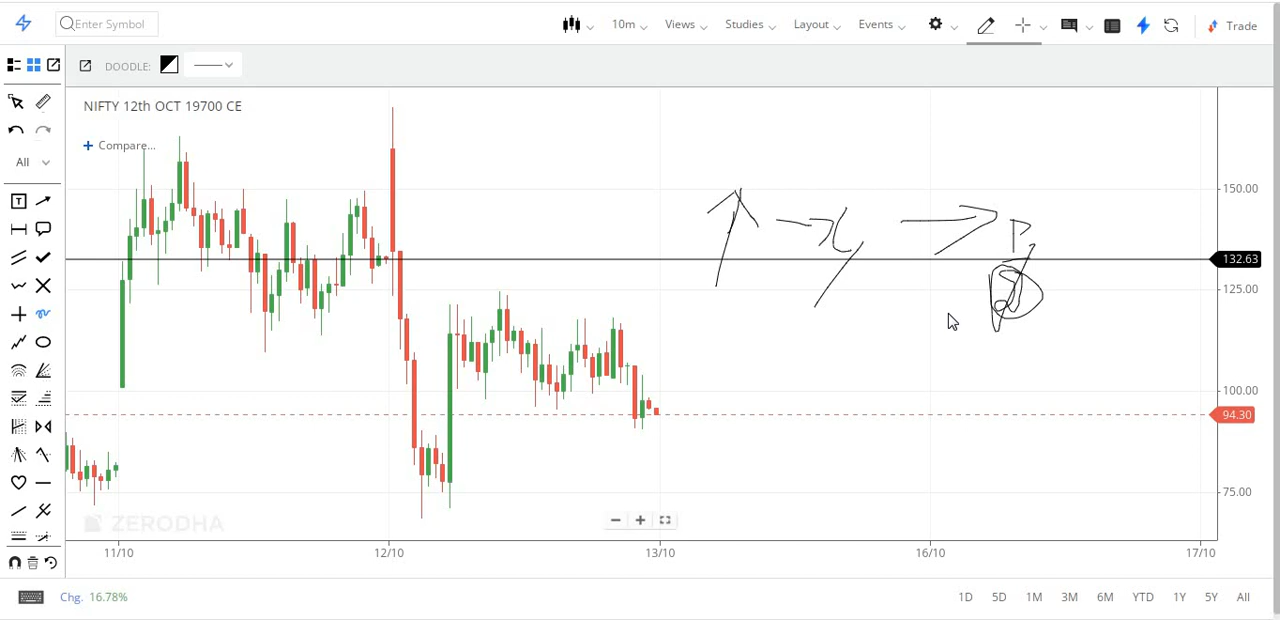 Enter Symbol 10m Views Studies Layout Events Trade
DOODLE:
NIFTY 12th OCT 19700 CE
Compare...
All
150.00
132.63
125.00
100.00
94.30
75.00
ZERODHA
11/10 12/10 13/10 16/10 17/10
Chg. 16.78% 1D 5D 1M 3M 6M YTD 1Y 5Y All